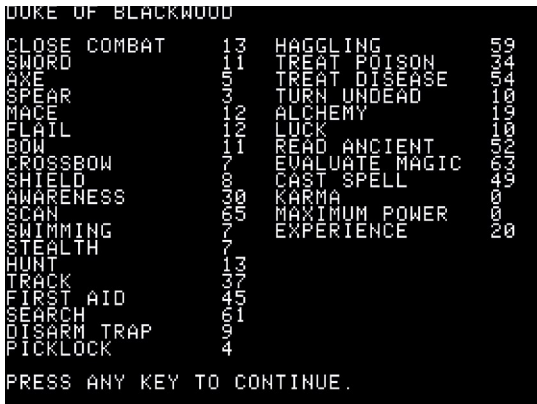 DUKE OF BLACKWOOD
CLOSE COMBAT 13 HAGGLING 59
SWORD 11 TREAT POISON 34
AXE 5 TREAT DISEASE 54
SPEAR 3 TURN UNDEAD 10
MACE 12 ALCHEMY 19
FLAIL 12 LUCK 10
BOW 11 READ ANCIENT 52
CROSSBOW 7 EVALUATE MAGIC 63
SHIELD 8 CAST SPELL 49
AWARENESS 30 KARMA 0
SCAN 65 MAXIMUM POWER 0
SWIMMING 7 EXPERIENCE 20
STEALTH 7
HUNT 13
TRACK 37
FIRST AID 45
SEARCH 61
DISARM TRAP 9
PICKLOCK 4
PRESS ANY KEY TO CONTINUE.